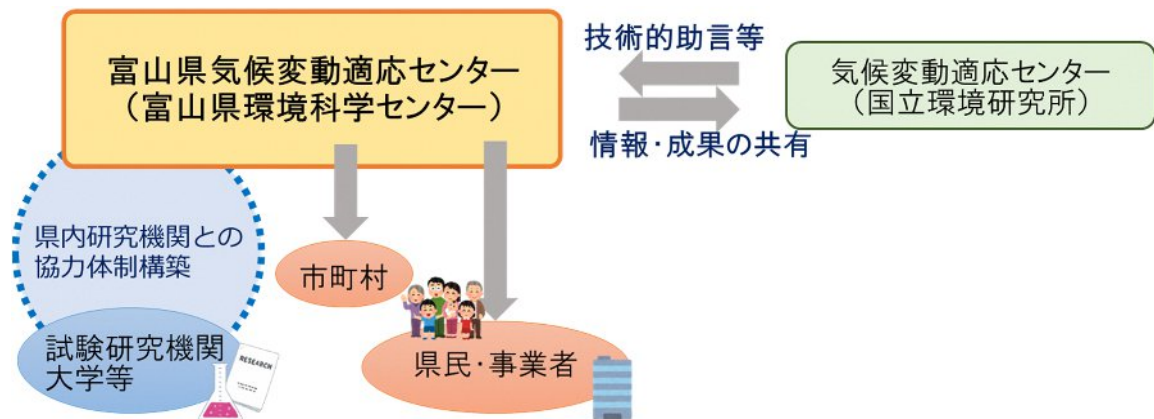 富山県気候変動適応センター
（富山県環境科学センター）
技術的助言等
情報・成果の共有
気候変動適応センター
（国立環境研究所）
県内研究機関との
協力体制構築
市町村
試験研究機関
大学等
RESEARCH
県民・事業者